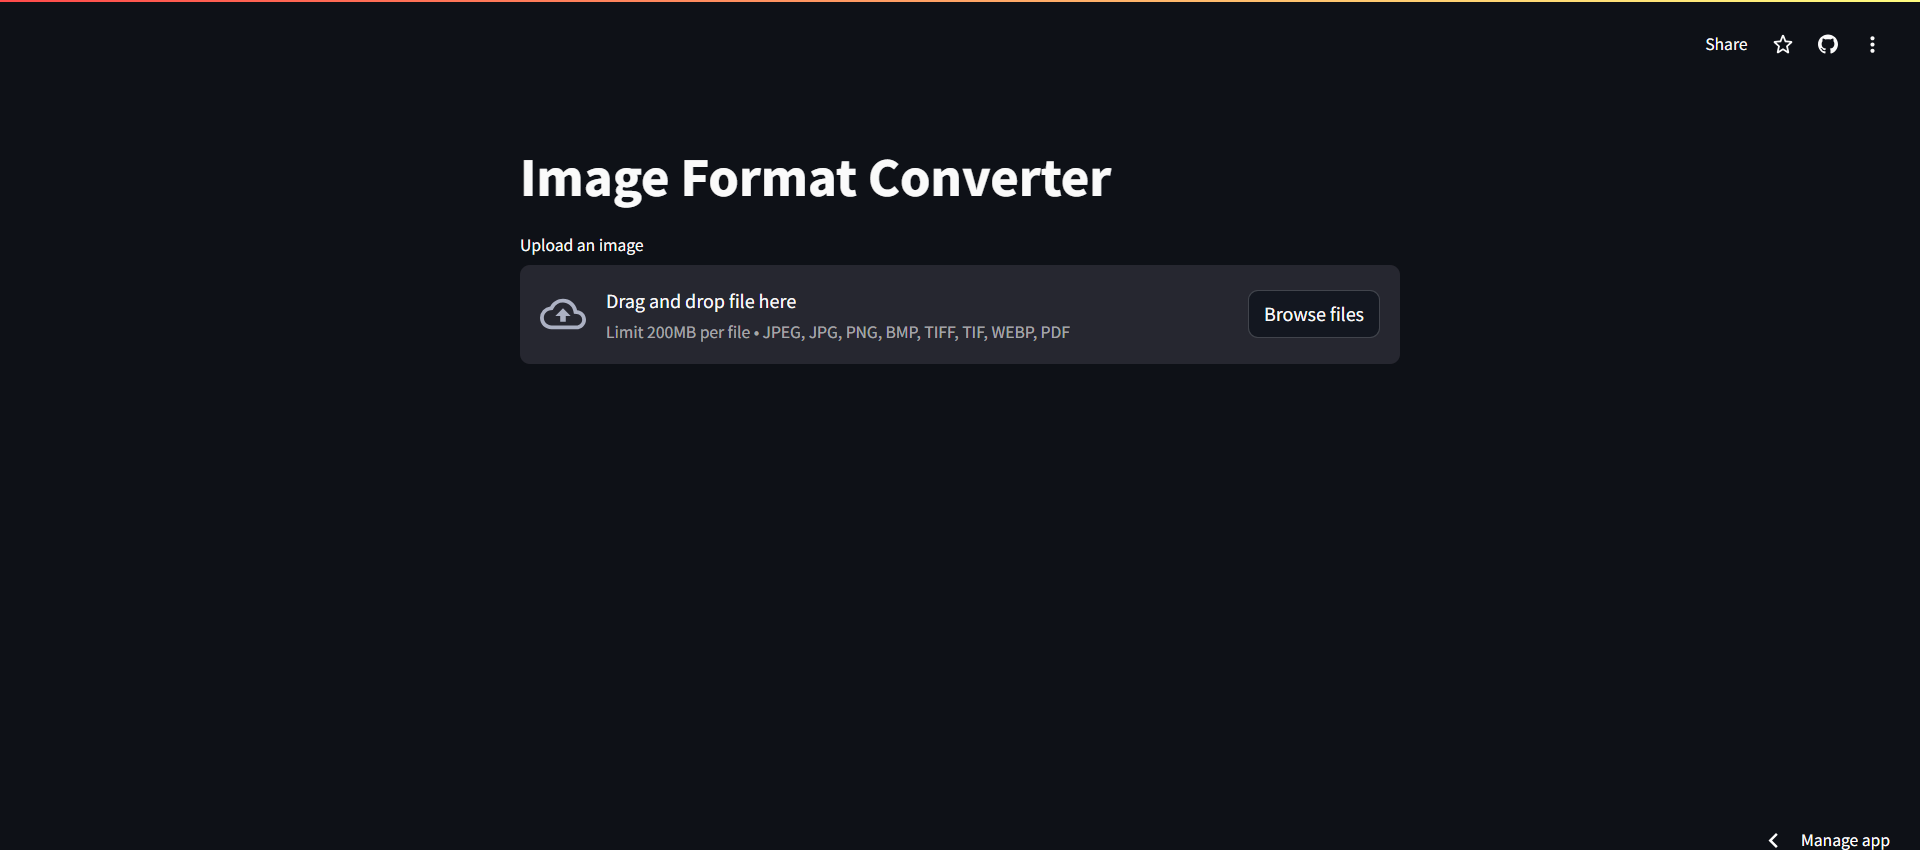 Share
Image Format Converter
Upload an image
Drag and drop file here
Limit 200MB per file • JPEG, JPG, PNG, BMP, TIFF, TIF, WEBP, PDF
Browse files
Manage app